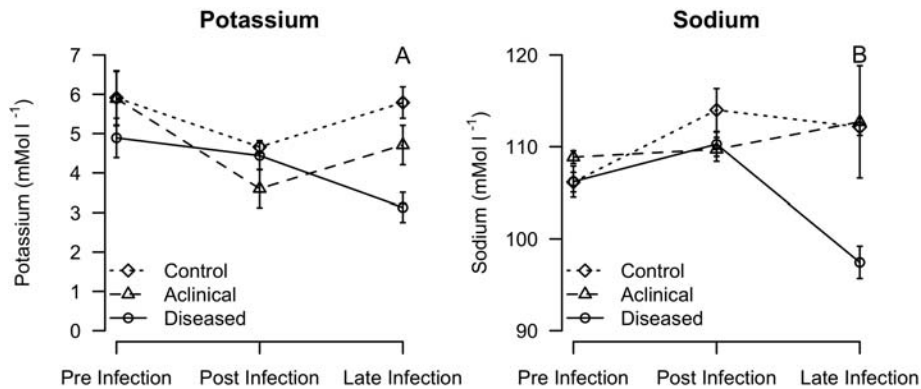 Potassium
A
7
6
5
4
3
2
1
0
Potassium (mMol l⁻¹)
Control
Aclinical
Diseased
Pre Infection Post Infection Late Infection
Sodium
B
120
110
100
90
Sodium (mMol l⁻¹)
Control
Aclinical
Diseased
Pre Infection Post Infection Late Infection